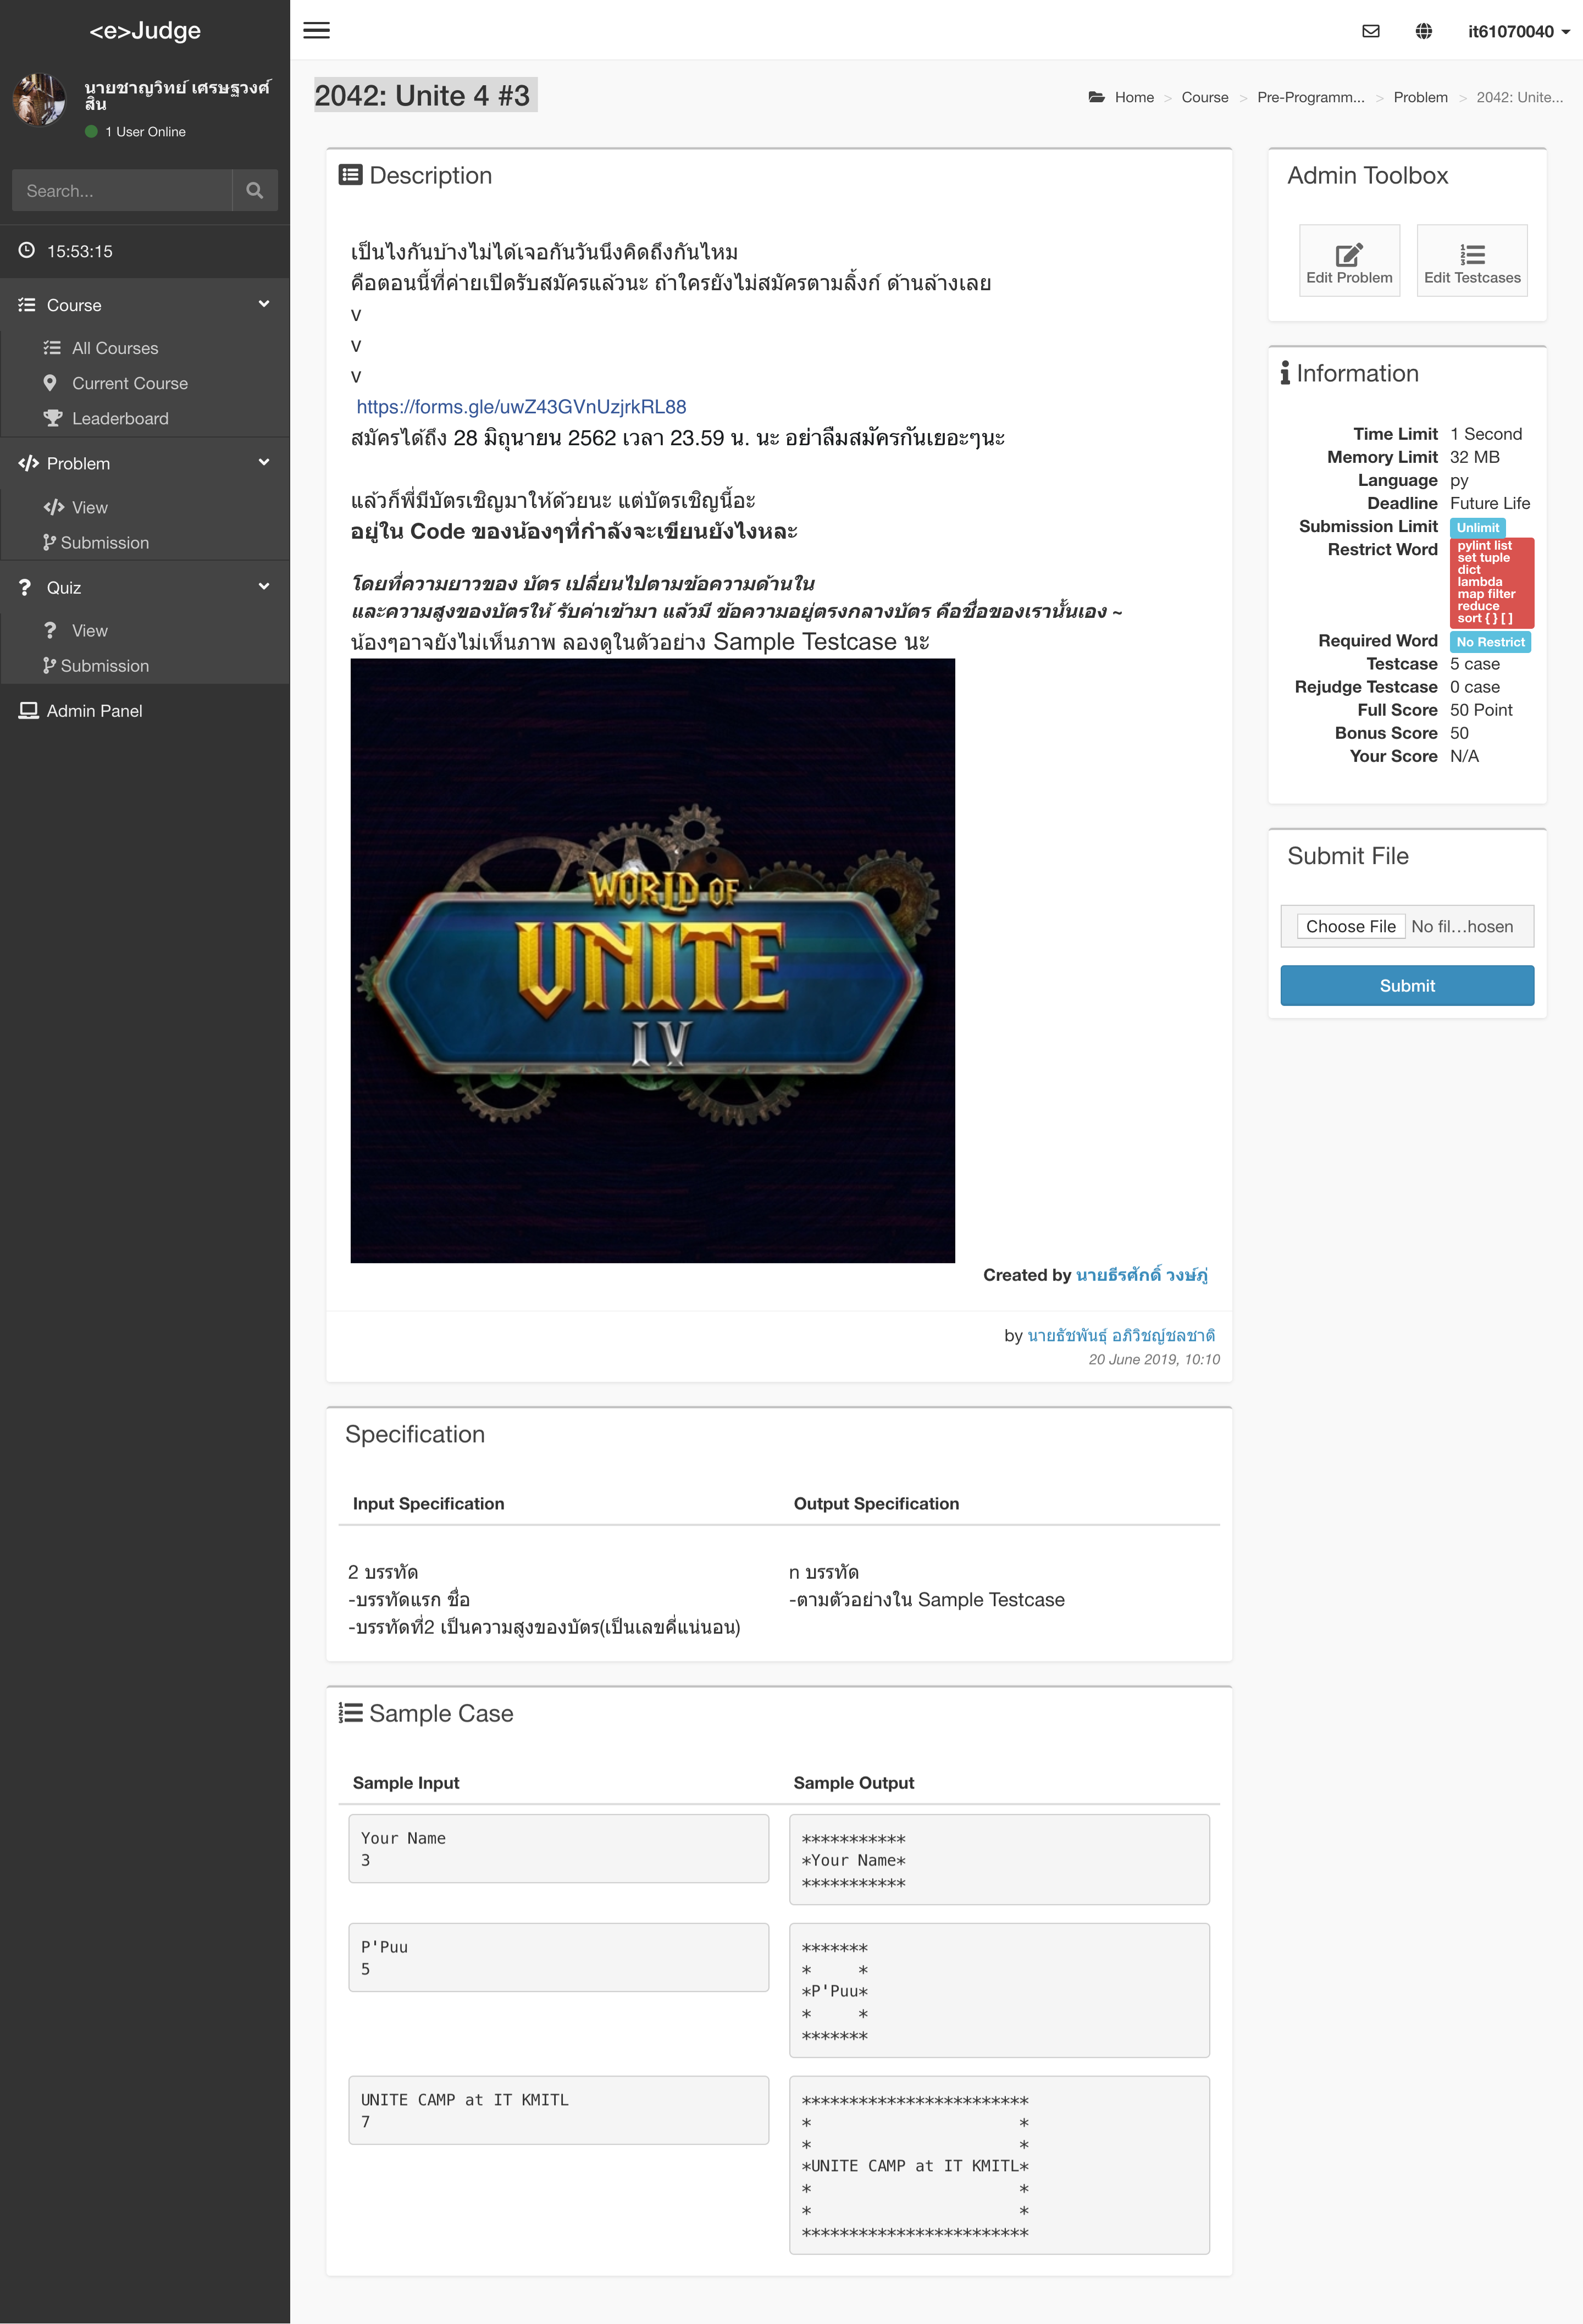 <e>Judge
it61070040
นายชาญวิทย์ เศรษฐวงศ์
สิน
1 User Online
Search...
15:53:15
Course
All Courses
Current Course
Leaderboard
Problem
View
Submission
Quiz
View
Submission
Admin Panel
2042: Unite 4 #3
Home > Course > Pre-Programm... > Problem > 2042: Unite...
Description
เป็นไงกันบ้างไม่ได้เจอกันวันนึงคิดถึงกันไหม
คือตอนนี้ที่ค่ายเปิดรับสมัครแล้วนะ ถ้าใครยังไม่สมัครตามลิ้งก์ ด้านล้างเลย
v
v
v
https://forms.gle/uwZ43GVnUzjrkRL88
สมัครได้ถึง 28 มิถุนายน 2562 เวลา 23.59 น. นะ อย่าลืมสมัครกันเยอะๆนะ
แล้วก็พี่มีบัตรเชิญมาให้ด้วยนะ แต่บัตรเชิญนี้อะ
อยู่ใน Code ของน้องๆที่กำลังจะเขียนยังไงหละ
โดยที่ความยาวของ บัตร เปลี่ยนไปตามข้อความด้านใน
และความสูงของบัตรให้ รับค่าเข้ามา แล้วมี ข้อความอยู่ตรงกลางบัตร คือชื่อของเรานั้นเอง ~
น้องๆอาจยังไม่เห็นภาพ ลองดูในตัวอย่าง Sample Testcase นะ
WORLD OF
UNITE
IV
Created by นายธีรศักดิ์ วงษ์ภู่
by นายธัชพันธุ์ อภิวิชญ์ชลชาติ
20 June 2019, 10:10
Specification
Input Specification
Output Specification
2 บรรทัด
-บรรทัดแรก ชื่อ
-บรรทัดที่2 เป็นความสูงของบัตร(เป็นเลขคี่แน่นอน)
n บรรทัด
-ตามตัวอย่างใน Sample Testcase
Sample Case
Sample Input
Sample Output
Your Name
3
***********
*Your Name*
***********
P'Puu
5
*******
*     *
*P'Puu*
*     *
*******
UNITE CAMP at IT KMITL
7
************************
*                      *
*                      *
*UNITE CAMP at IT KMITL*
*                      *
*                      *
************************
Admin Toolbox
Edit Problem
Edit Testcases
Information
Time Limit 1 Second
Memory Limit 32 MB
Language py
Deadline Future Life
Submission Limit Unlimit
Restrict Word pylint list
set tuple
dict
lambda
map filter
reduce
sort { } [ ]
Required Word No Restrict
Testcase 5 case
Rejudge Testcase 0 case
Full Score 50 Point
Bonus Score 50
Your Score N/A
Submit File
Choose File No fil...hosen
Submit